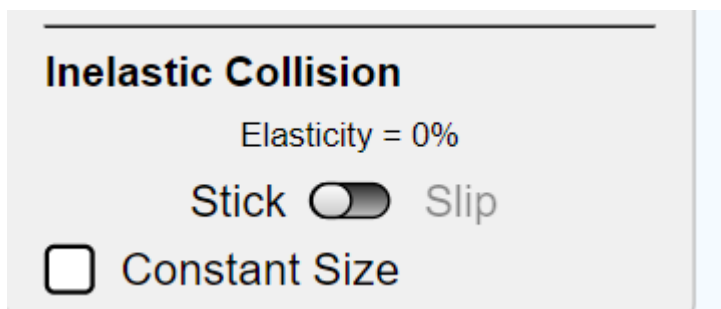 Inelastic Collision
Elasticity = 0%
Stick Slip
Constant Size